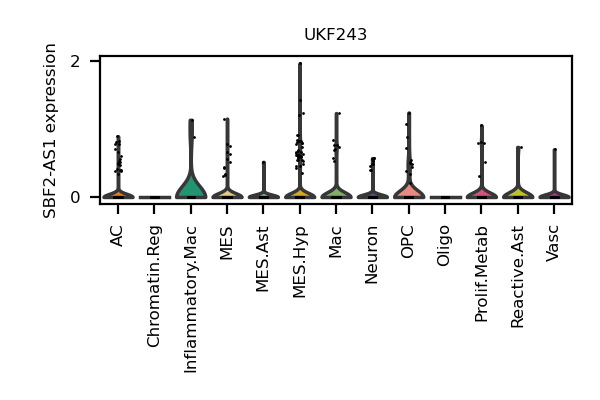 UKF243
SBF2-AS1 expression
2
0
AC
Chromatin.Reg
Inflammatory.Mac
MES
MES.Ast
MES.Hyp
Mac
Neuron
OPC
Oligo
Prolif.Metab
Reactive.Ast
Vasc